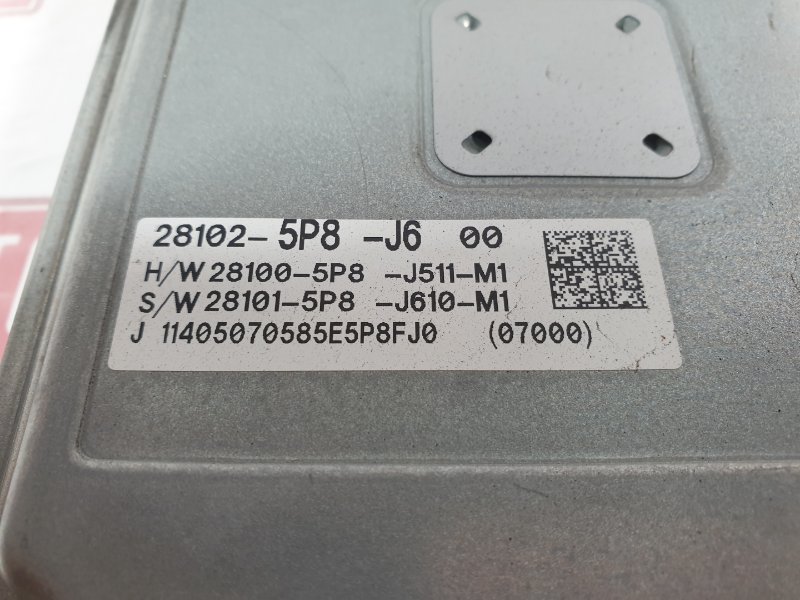 28102- 5P8 -J6 00
H/W 28100-5P8 -J511-M1
S/W 28101-5P8 -J610-M1
J 11405070585E5P8FJ0 (07000)